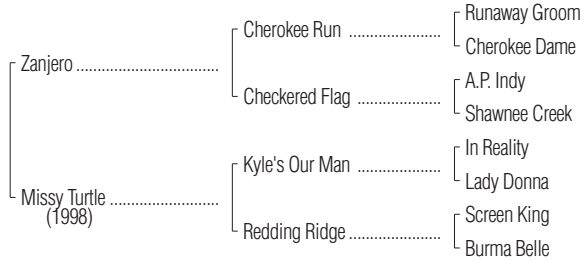 Runaway Groom
Cherokee Run ......................
Cherokee Dame
Zanjero ..................................
A.P. Indy
Checkered Flag ....................
Shawnee Creek
In Reality
Kyle's Our Man ....................
Lady Donna
Missy Turtle ..........................
(1998)
Screen King
Redding Ridge ......................
Burma Belle